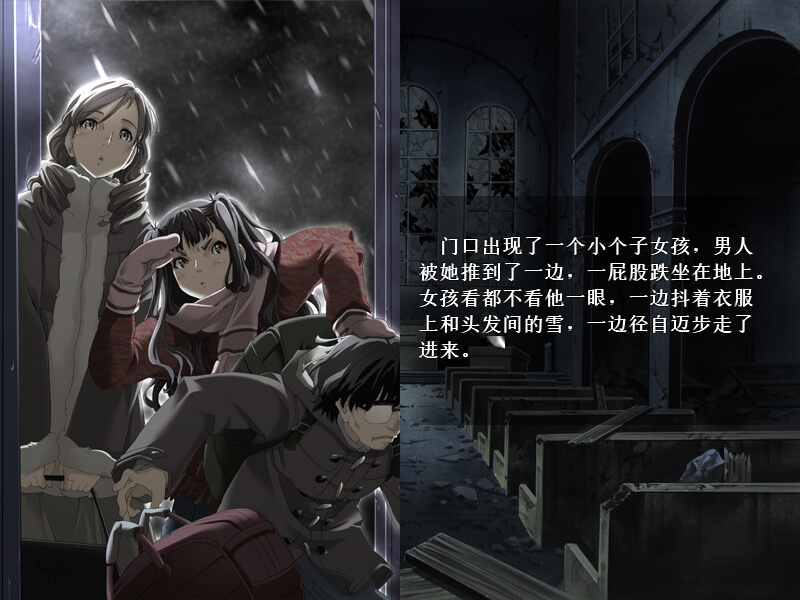 门口出现了一个小个子女孩，男人
被她推到了一边，一屁股跌坐在地上。
女孩看都不看他一眼，一边抖着衣服
上和头发间的雪，一边径自迈步走了
进来。